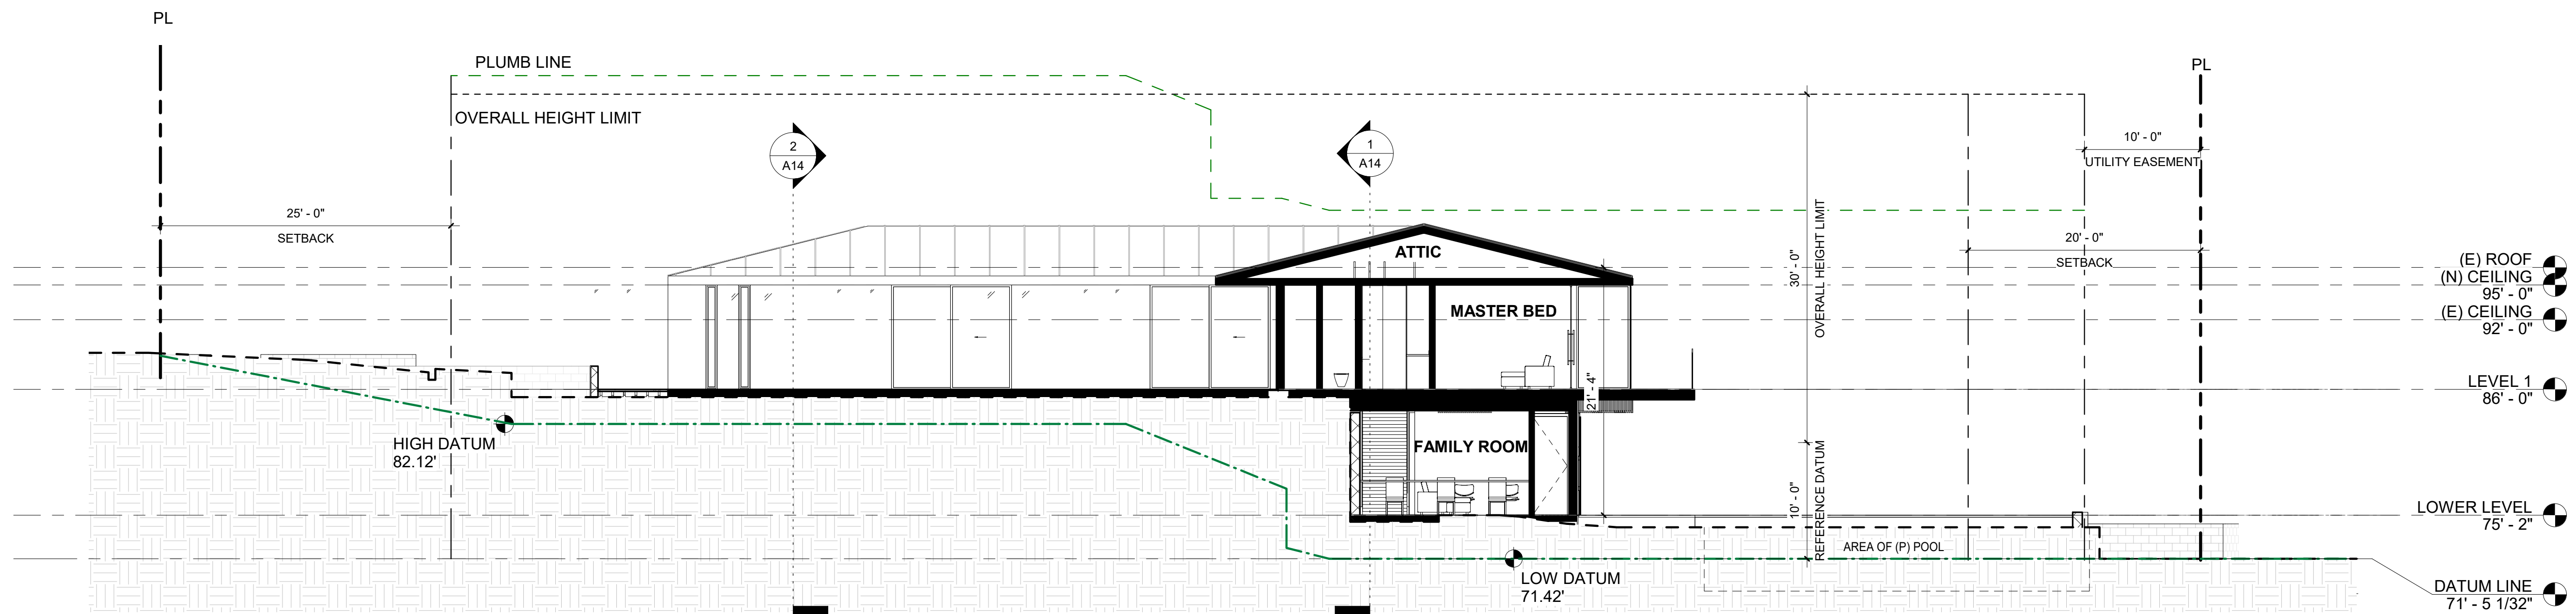 PL
PLUMB LINE
PL
OVERALL HEIGHT LIMIT
2
A14
1
A14
10' - 0"
UTILITY EASEMENT
25' - 0"
SETBACK
20' - 0"
SETBACK
30' - 0"
OVERALL HEIGHT LIMIT
ATTIC
(E) ROOF
(N) CEILING
95' - 0"
(E) CEILING
92' - 0"
MASTER BED
LEVEL 1
86' - 0"
21' - 4"
HIGH DATUM
82.12'
FAMILY ROOM
10' - 0"
REFERENCE DATUM
LOWER LEVEL
75' - 2"
AREA OF (P) POOL
LOW DATUM
71.42'
DATUM LINE
71' - 5 1/32"